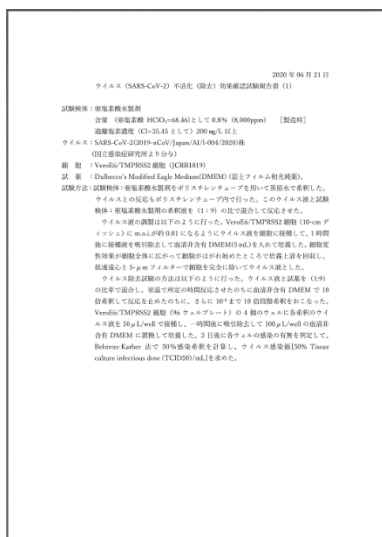 2020 年 06 月 21 日
ウイルス（SARS-CoV-2）不活化（除去）効果確認試験報告書（1）
試験検体：亜塩素酸水製剤
含量 （亜塩素酸 HClO₂=68.46）として 0.8% （8,000ppm） ［製造時］
遊離塩素濃度（Cl=35.45 として）200 ㎎/L 以上
ウイルス：SARS-CoV-2(2019-nCoV/Japan/AI/I-004/2020)株
（国立感染症研究所より分与）
細 胞 ：VeroE6/TMPRSS2 細胞（JCRB1819）
試 薬 ：Dulbecco's Modified Eagle Medium(DMEM)（富士フイルム和光純薬）、
試験方法：試験検体：亜塩素酸水製剤をポリスチレンチューブを用いて蒸留水で希釈した。
ウイルスとの反応もポリスチレンチューブ内で行った。このウイルス液と試験
検体：亜塩素酸水製剤の希釈液を（1：9）の比で混合して反応させた。
ウイルス液の調製は以下のように行った。VeroE6/TMPRSS2 細胞（10-cm デ
ィッシュ）に m.o.i.が約 0.01 になるようにウイルス液を細胞に接種して、1 時間
後に接種液を吸引除去して血清非含有 DMEM(5 mL)を入れて培養した。細胞変
性効果が細胞全体に広がって細胞がはがれ始めたところで培養上清を回収し、
低速遠心と 5-μm フィルターで細胞を完全に除いてウイルス液とした。
ウイルス除去試験の方法は以下のように行った。ウイルス液と試薬を（1:9）
の比率で混合し、室温で所定の時間反応させたのちに血清非含有 DMEM で 10
倍希釈して反応を止めたのちに、さらに 10⁻⁶ まで 10 倍段階希釈をおこなった。
VeroE6/TMPRSS2 細胞（96 ウェルプレート）の 4 個のウェルに各希釈のウイ
ルス液を 50μL/well で接種し、一時間後に吸引除去して 100μL/well の血清非
含有 DMEM に置換して培養した。3 日後に各ウェルの感染の有無を判定して、
Behrens-Karber 法で 50%感染希釈を計算し、ウイルス感染価[50% Tissue
culture infectious dose (TCID50)/mL]を求めた。